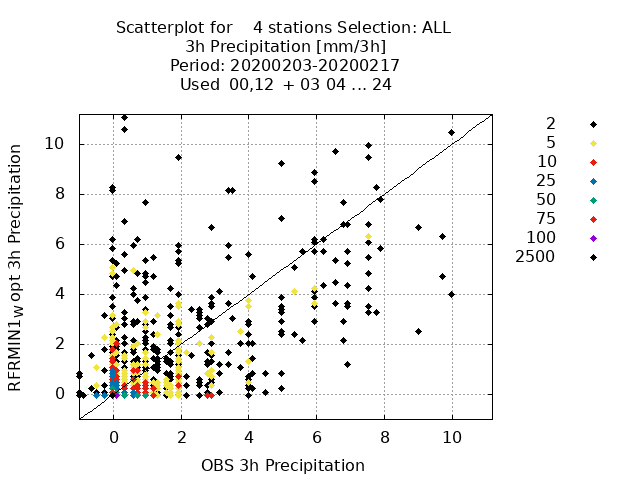 Scatterplot for    4 stations Selection: ALL
3h Precipitation [mm/3h]
Period: 20200203-20200217
Used  00,12  + 03 04 ... 24
RFRMIN1W opt 3h Precipitation
10
8
6
4
2
0
0 2 4 6 8 10
OBS 3h Precipitation
2
5
10
25
50
75
100
2500